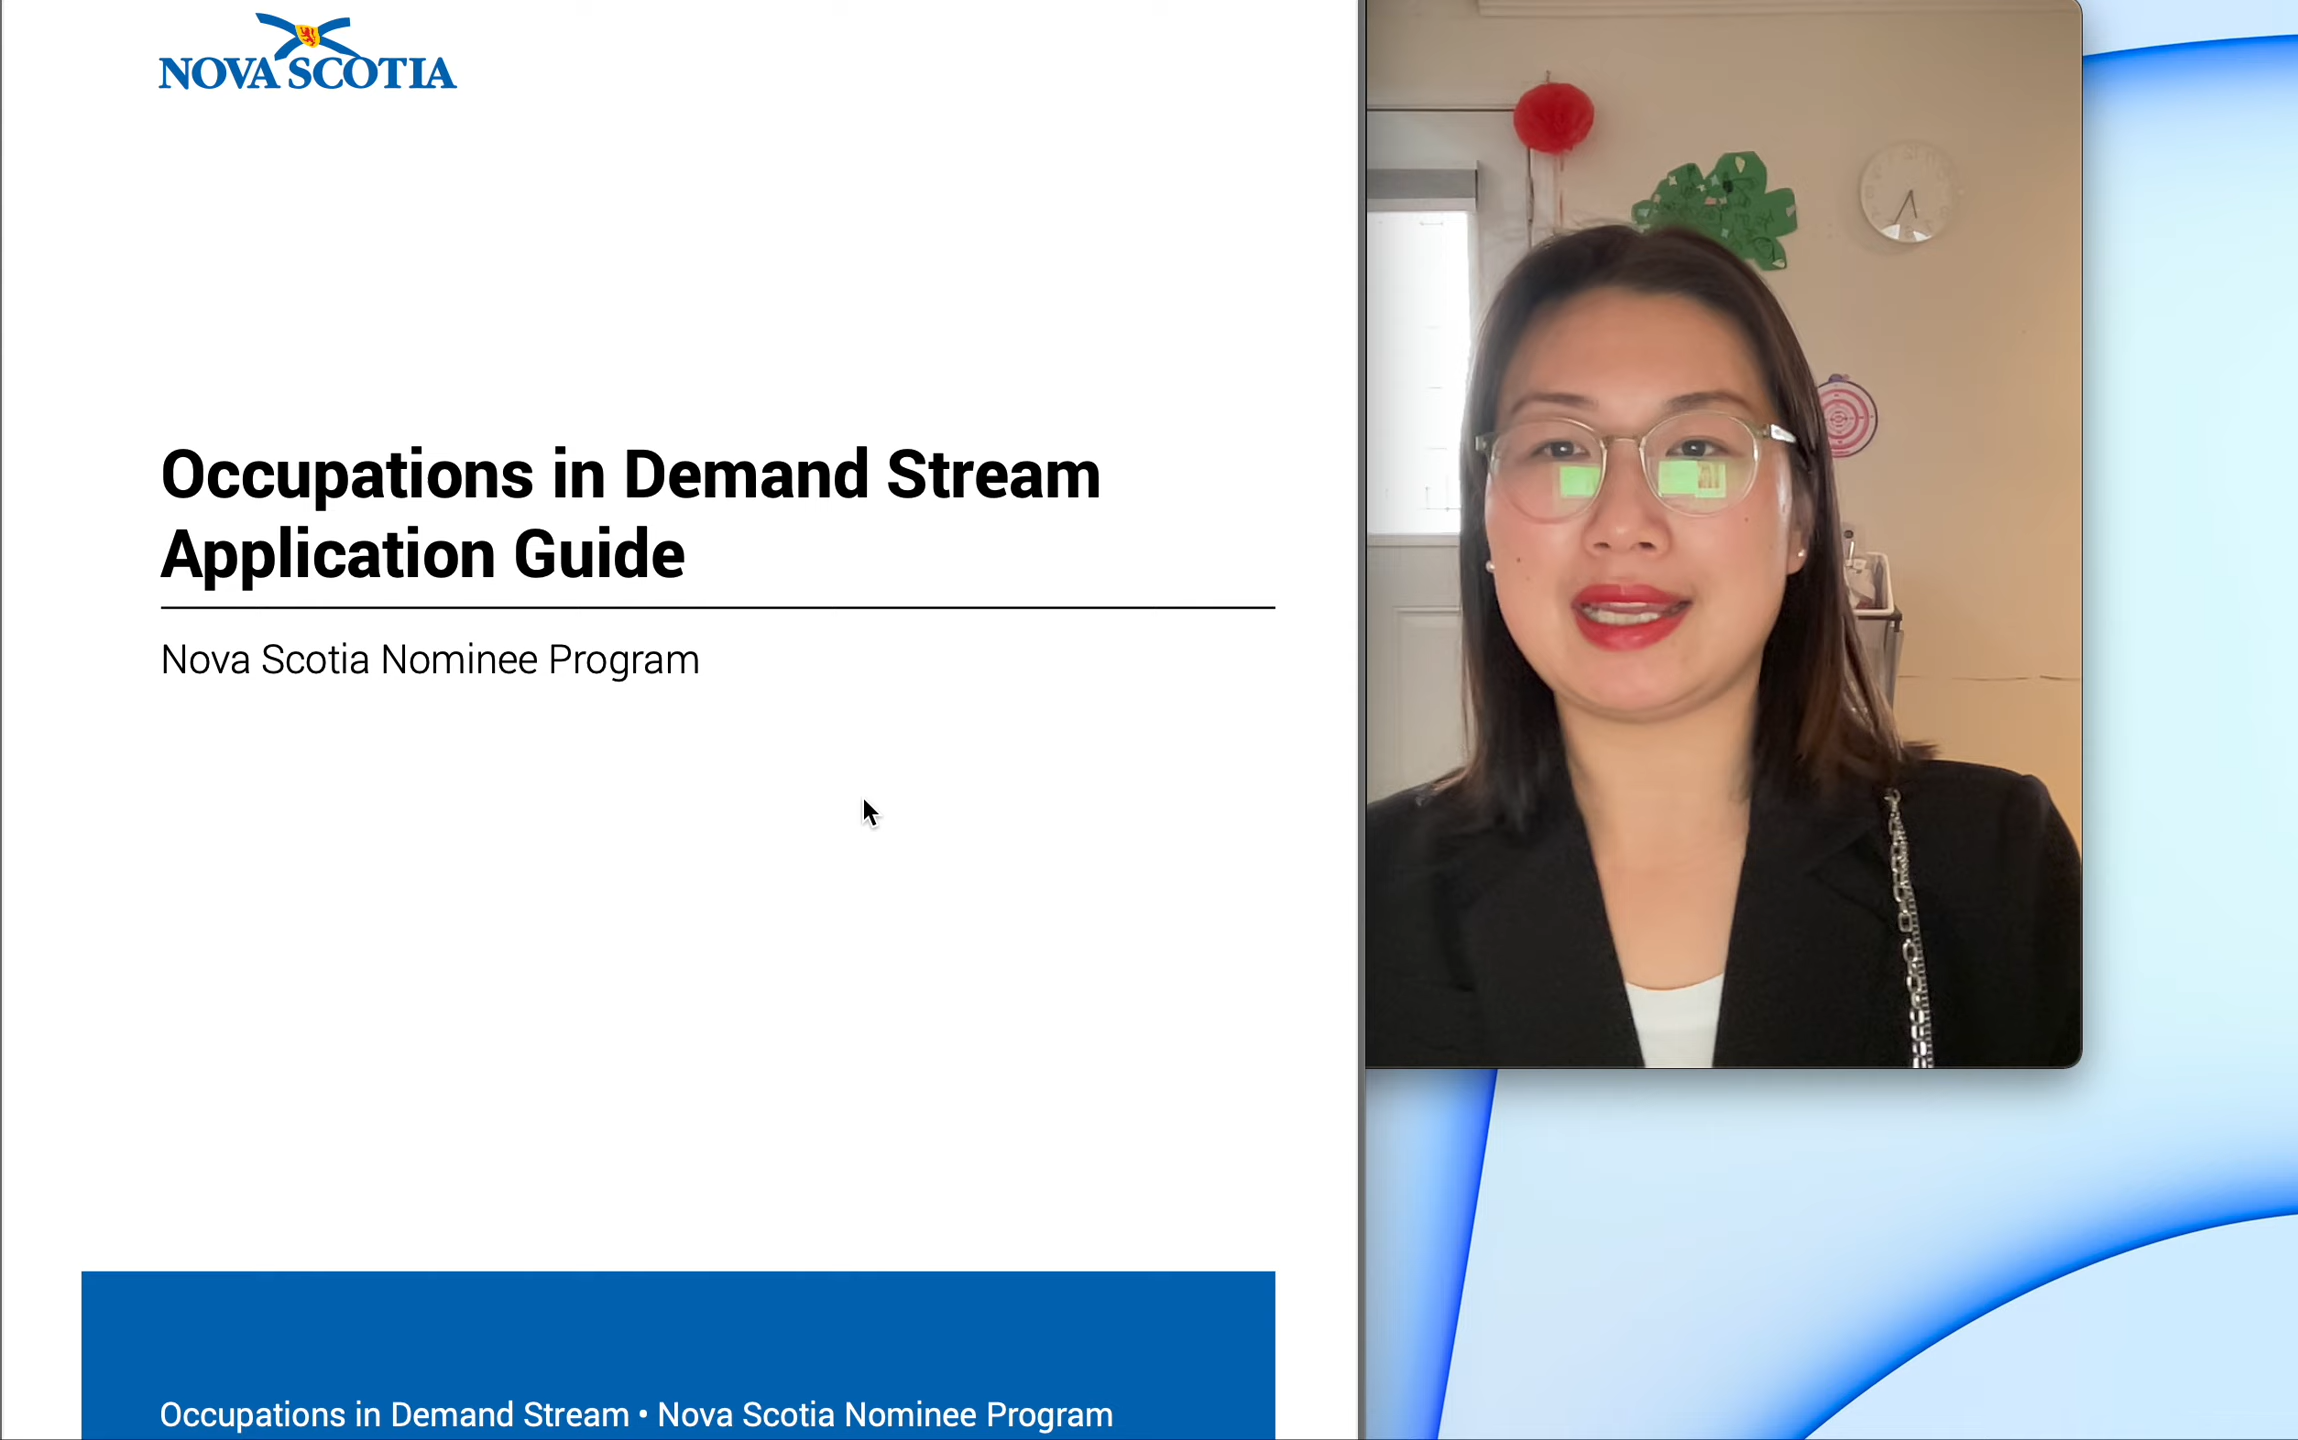 NOVA SCOTIA
Occupations in Demand Stream
Application Guide
Nova Scotia Nominee Program
Occupations in Demand Stream • Nova Scotia Nominee Program